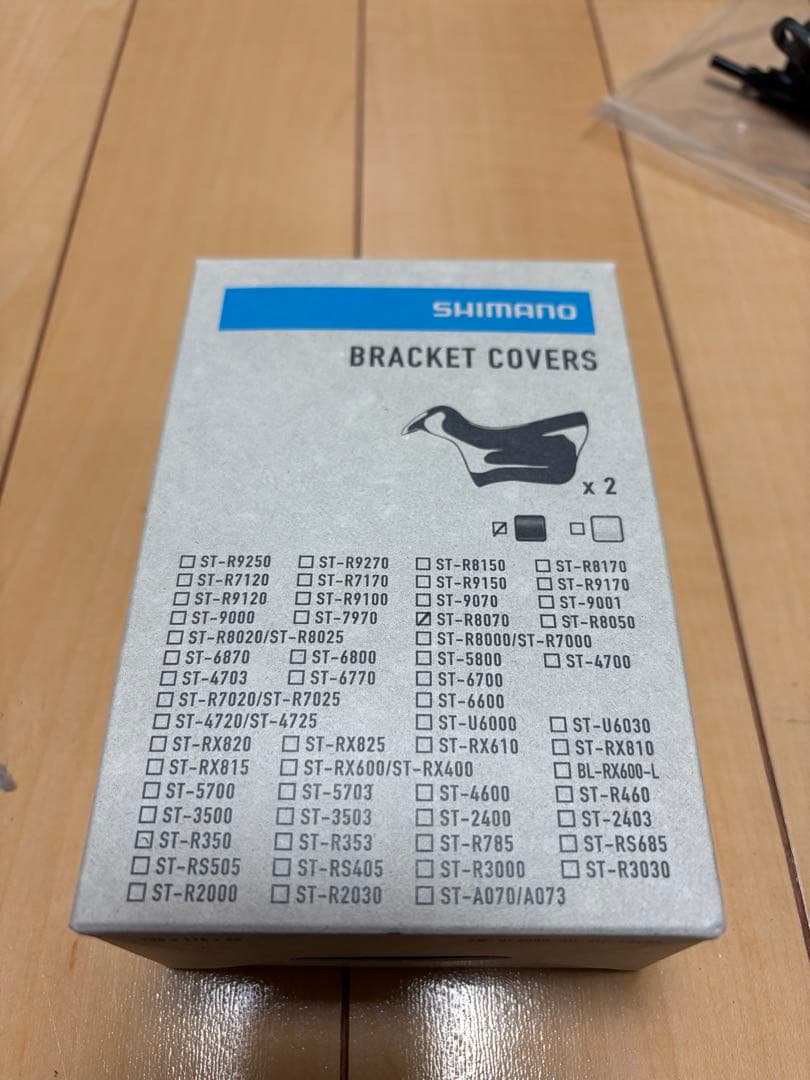 SHIMANO
BRACKET COVERS
x 2
ST-R9250 ST-R9270 ST-R8150 ST-R8170
ST-R7120 ST-R7170 ST-R9150 ST-R9170
ST-R9120 ST-R9100 ST-9070 ST-9001
ST-9000 ST-7970 ST-R8070 ST-R8050
ST-R8020/ST-R8025 ST-R8000/ST-R7000
ST-6870 ST-6800 ST-5800 ST-4700
ST-4703 ST-6770 ST-6700
ST-R7020/ST-R7025 ST-6600
ST-4720/ST-4725 ST-U6000 ST-U6030
ST-RX820 ST-RX825 ST-RX610 ST-RX810
ST-RX815 ST-RX600/ST-RX400 BL-RX600-L
ST-5700 ST-5703 ST-4600 ST-R460
ST-3500 ST-3503 ST-2400 ST-2403
ST-R350 ST-R353 ST-R785 ST-RS685
ST-RS505 ST-RS405 ST-R3000 ST-R3030
ST-R2000 ST-R2030 ST-A070/A073